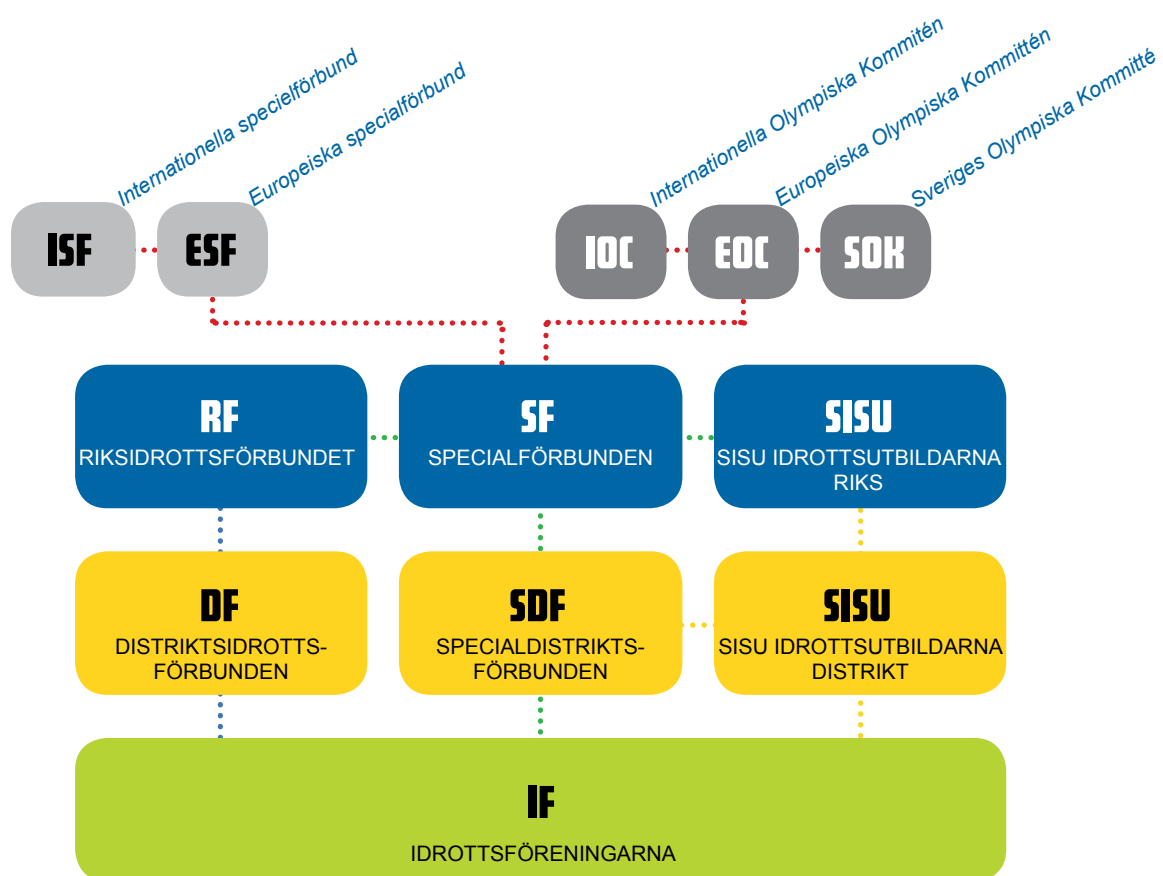 Internationella specielförbund
Europeiska specialförbund
Internationella Olympiska Kommitén
Europeiska Olympiska Kommittén
Sveriges Olympiska Kommitté
ISF
ESF
IOC
EOC
SOK
RF
RIKSIDROTTSFÖRBUNDET
SF
SPECIALFÖRBUNDEN
SISU
SISU IDROTTSUTBILDARNA
RIKS
DF
DISTRIKTSIDROTTS-
FÖRBUNDEN
SDF
SPECIALDISTRIKTS-
FÖRBUNDEN
SISU
SISU IDROTTSUTBILDARNA
DISTRIKT
IF
IDROTTSFÖRENINGARNA